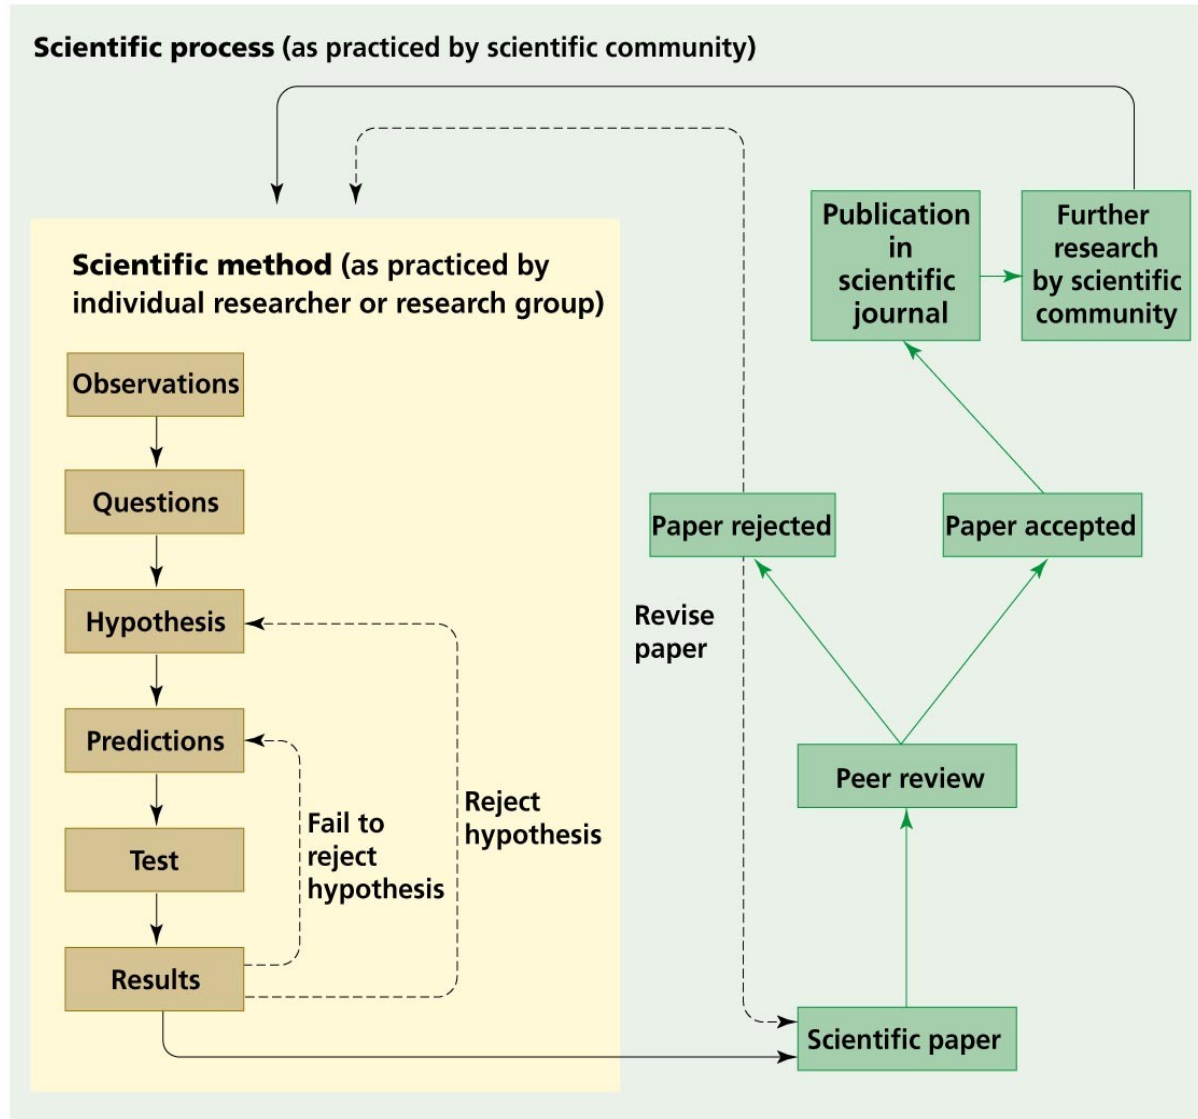 Scientific process (as practiced by scientific community)
Scientific method (as practiced by
individual researcher or research group)
Observations
Questions
Hypothesis
Predictions
Test
Results
Fail to
reject
hypothesis
Reject
hypothesis
Publication
in
scientific
journal
Further
research
by scientific
community
Paper rejected
Paper accepted
Revise
paper
Peer review
Scientific paper